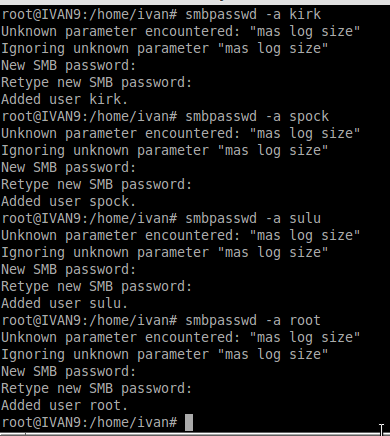 root@IVAN9:/home/ivan# smbpasswd -a kirk
Unknown parameter encountered: "mas log size"
Ignoring unknown parameter "mas log size"
New SMB password:
Retype new SMB password:
Added user kirk.
root@IVAN9:/home/ivan# smbpasswd -a spock
Unknown parameter encountered: "mas log size"
Ignoring unknown parameter "mas log size"
New SMB password:
Retype new SMB password:
Added user spock.
root@IVAN9:/home/ivan# smbpasswd -a sulu
Unknown parameter encountered: "mas log size"
Ignoring unknown parameter "mas log size"
New SMB password:
Retype new SMB password:
Added user sulu.
root@IVAN9:/home/ivan# smbpasswd -a root
Unknown parameter encountered: "mas log size"
Ignoring unknown parameter "mas log size"
New SMB password:
Retype new SMB password:
Added user root.
root@IVAN9:/home/ivan#